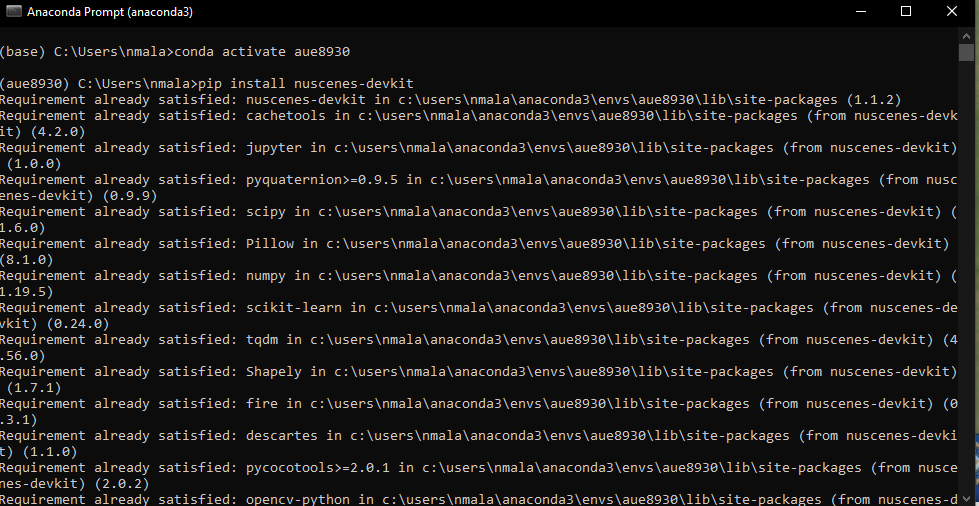 Anaconda Prompt (anaconda3)
(base) C:\Users\nmala>conda activate aue8930
(aue8930) C:\Users\nmala>pip install nuscenes-devkit
Requirement already satisfied: nuscenes-devkit in c:\users\nmala\anaconda3\envs\aue8930\lib\site-packages (1.1.2)
Requirement already satisfied: cachetools in c:\users\nmala\anaconda3\envs\aue8930\lib\site-packages (from nuscenes-devk
it) (4.2.0)
Requirement already satisfied: jupyter in c:\users\nmala\anaconda3\envs\aue8930\lib\site-packages (from nuscenes-devkit)
(1.0.0)
Requirement already satisfied: pyquaternion>=0.9.5 in c:\users\nmala\anaconda3\envs\aue8930\lib\site-packages (from nusc
enes-devkit) (0.9.9)
Requirement already satisfied: scipy in c:\users\nmala\anaconda3\envs\aue8930\lib\site-packages (from nuscenes-devkit) (
1.6.0)
Requirement already satisfied: Pillow in c:\users\nmala\anaconda3\envs\aue8930\lib\site-packages (from nuscenes-devkit)
(8.1.0)
Requirement already satisfied: numpy in c:\users\nmala\anaconda3\envs\aue8930\lib\site-packages (from nuscenes-devkit) (
1.19.5)
Requirement already satisfied: scikit-learn in c:\users\nmala\anaconda3\envs\aue8930\lib\site-packages (from nuscenes-de
vkit) (0.24.0)
Requirement already satisfied: tqdm in c:\users\nmala\anaconda3\envs\aue8930\lib\site-packages (from nuscenes-devkit) (4
.56.0)
Requirement already satisfied: Shapely in c:\users\nmala\anaconda3\envs\aue8930\lib\site-packages (from nuscenes-devkit)
(1.7.1)
Requirement already satisfied: fire in c:\users\nmala\anaconda3\envs\aue8930\lib\site-packages (from nuscenes-devkit) (0
.3.1)
Requirement already satisfied: descartes in c:\users\nmala\anaconda3\envs\aue8930\lib\site-packages (from nuscenes-devki
t) (1.1.0)
Requirement already satisfied: pycocotools>=2.0.1 in c:\users\nmala\anaconda3\envs\aue8930\lib\site-packages (from nusce
nes-devkit) (2.0.2)
Requirement already satisfied: opencv-python in c:\users\nmala\anaconda3\envs\aue8930\lib\site-packages (from nuscenes-d